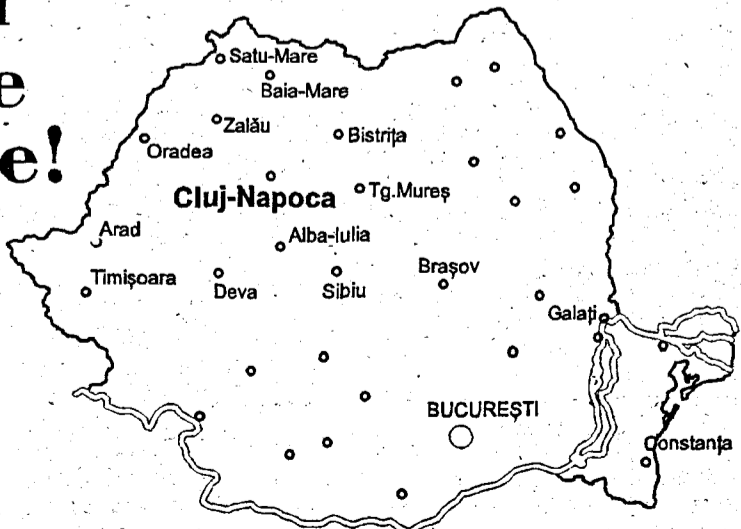 e
e!
Satu-Mare
Baia-Mare
Zalău
Bistrița
Oradea
Cluj-Napoca
Tg.Mureș
Arad
Alba-Iulia
Timișoara
Deva
Sibiu
Brașov
Galați
BUCUREȘTI
Constanța